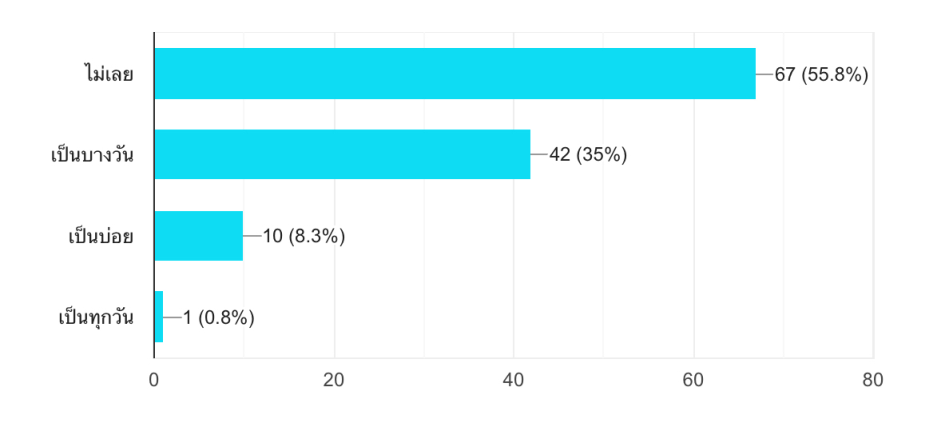 ไม่เลย
67 (55.8%)
เป็นบางวัน
42 (35%)
เป็นบ่อย
10 (8.3%)
เป็นทุกวัน
1 (0.8%)
0 20 40 60 80